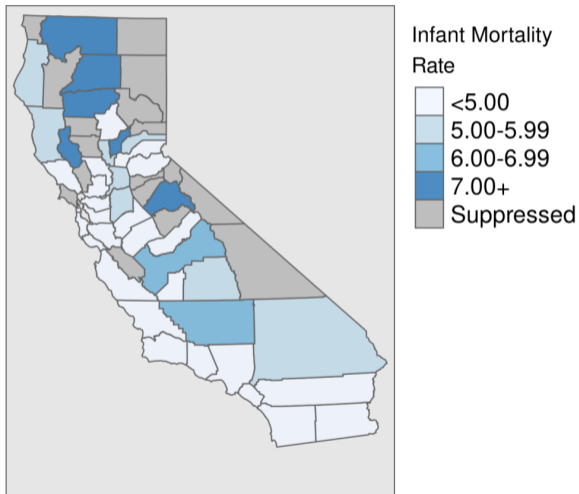 Infant Mortality
Rate
<5.00
5.00-5.99
6.00-6.99
7.00+
Suppressed